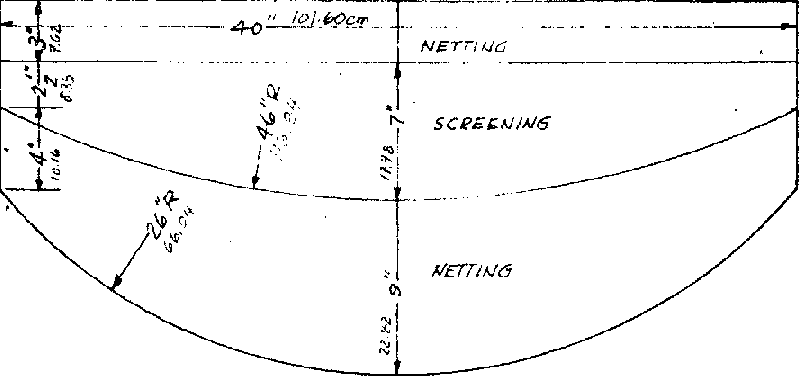 40" 101.60cm
3"
7.62
NETTING
2 1/2"
6.35
46"R
7"
17.78
SCREENING
4"
10.16
26"R
66.04
NETTING
9"
22.82